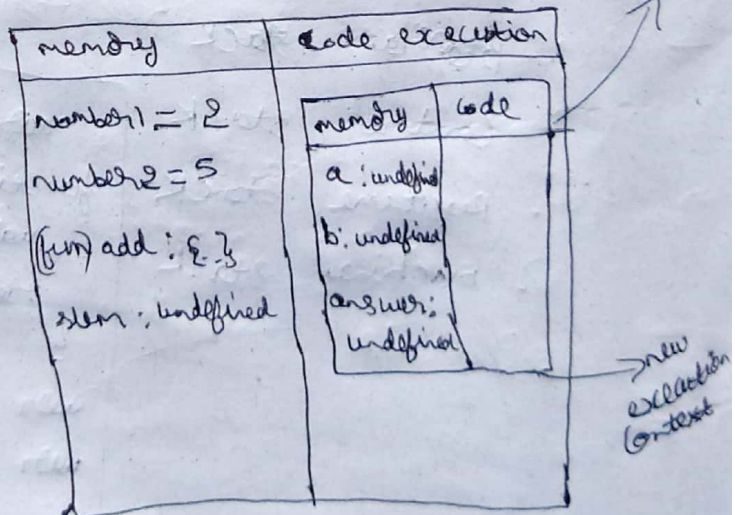 memory
code execution
number1 = 2
number2 = 5
(fun) add : {..}
sum : undefined
memory
code
a : undefined
b : undefined
answer :
undefined
new
execution
context